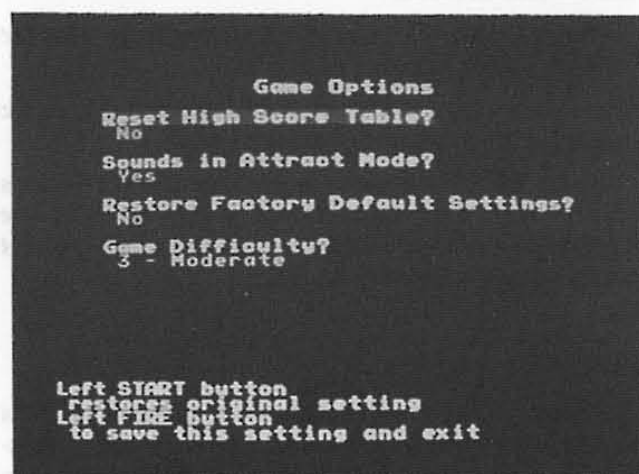 Game Options
Reset High Score Table?
No
Sounds in Attract Mode?
Yes
Restore Factory Default Settings?
No
Game Difficulty?
3 - Moderate
Left START button
restores original setting
Left FIRE button
to save this setting and exit